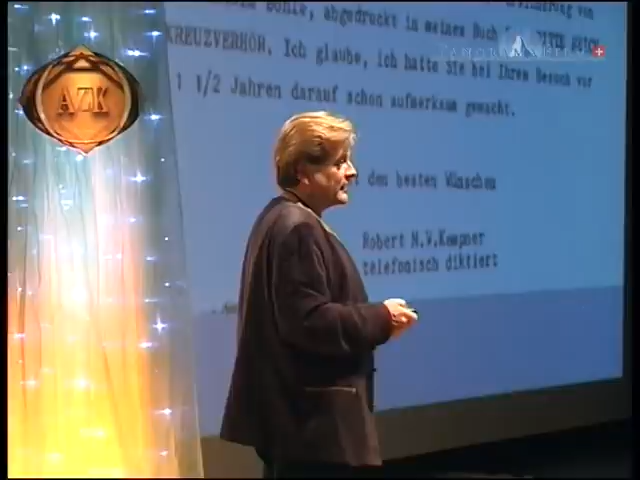 AZK
abgedruckt in meinem Buch
KREUZVERHÖR. Ich glaube, ich hatte Sie bei Ihrem Besuch vor
1 1/2 Jahren darauf schon aufmerksam gemacht.
den besten Wünschen
Robert M.W.Kempner
telefonisch diktiert